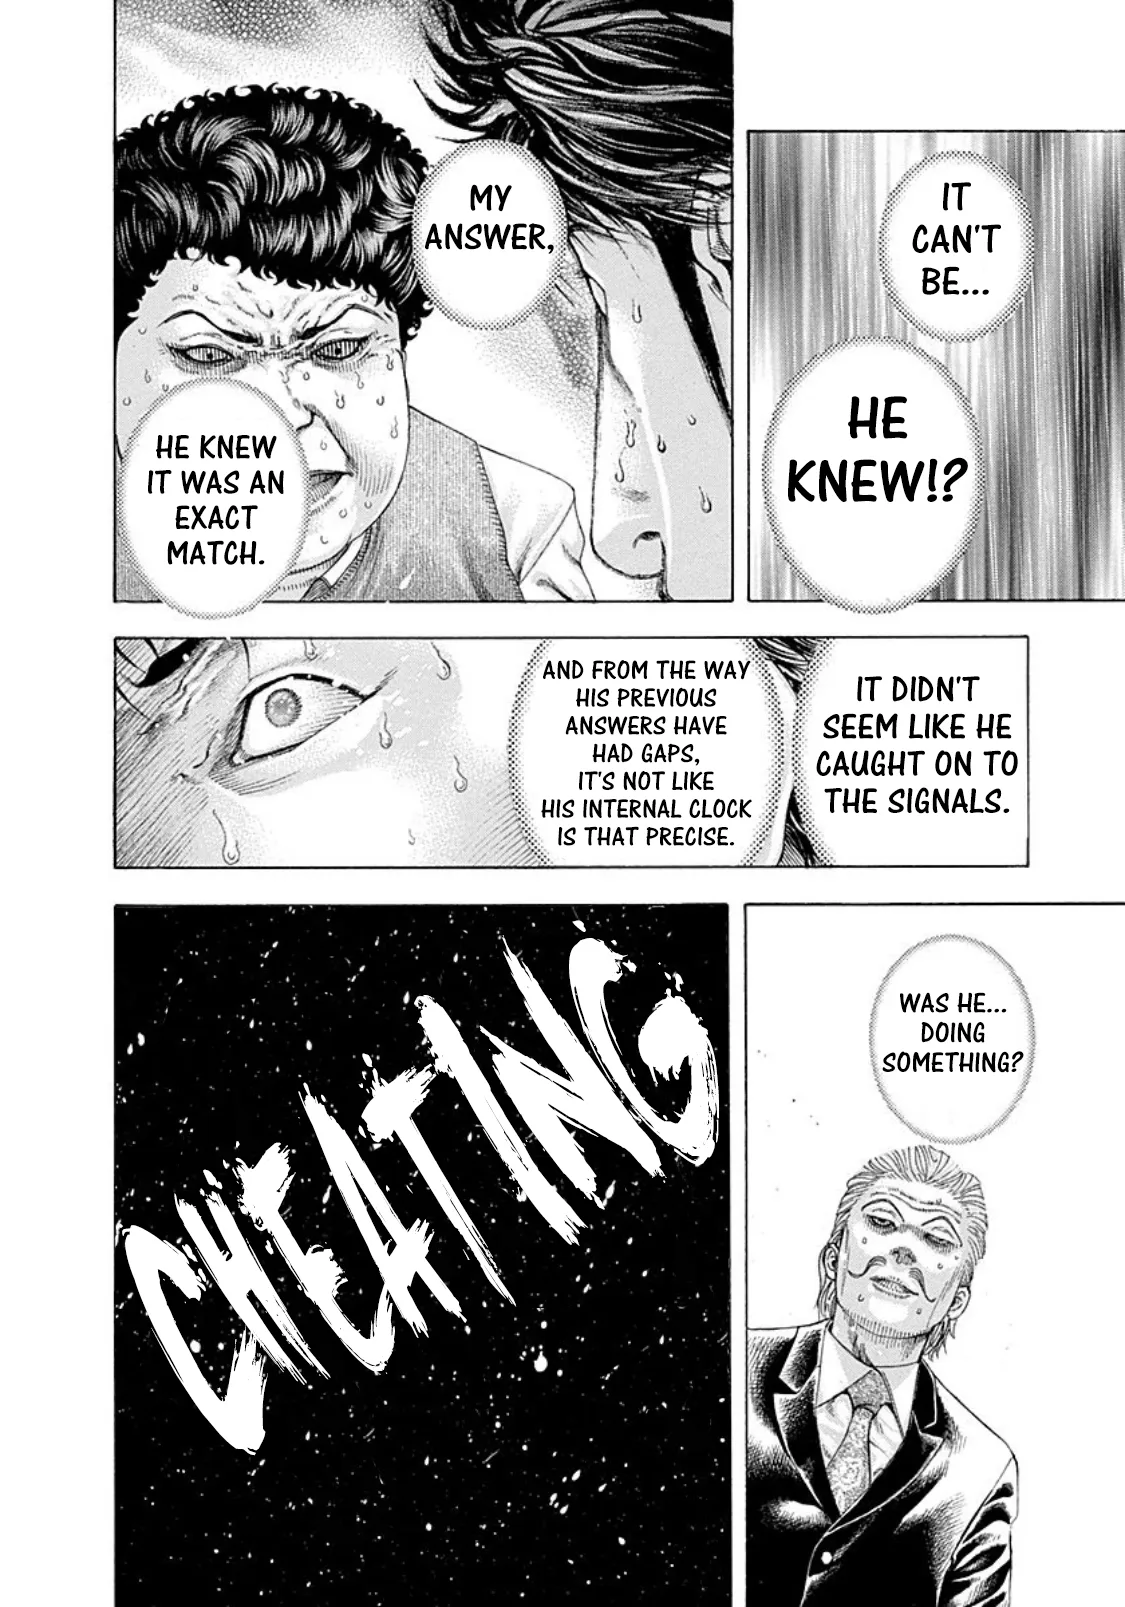 IT
CAN'T
BE...
HE
KNEW!?
MY
ANSWER,
HE KNEW
IT WAS AN
EXACT
MATCH.
IT DIDN'T
SEEM LIKE HE
CAUGHT ON TO
THE SIGNALS.
AND FROM THE WAY
HIS PREVIOUS
ANSWERS HAVE
HAD GAPS,
IT'S NOT LIKE
HIS INTERNAL CLOCK
IS THAT PRECISE.
WAS HE...
DOING
SOMETHING?
CHEATING